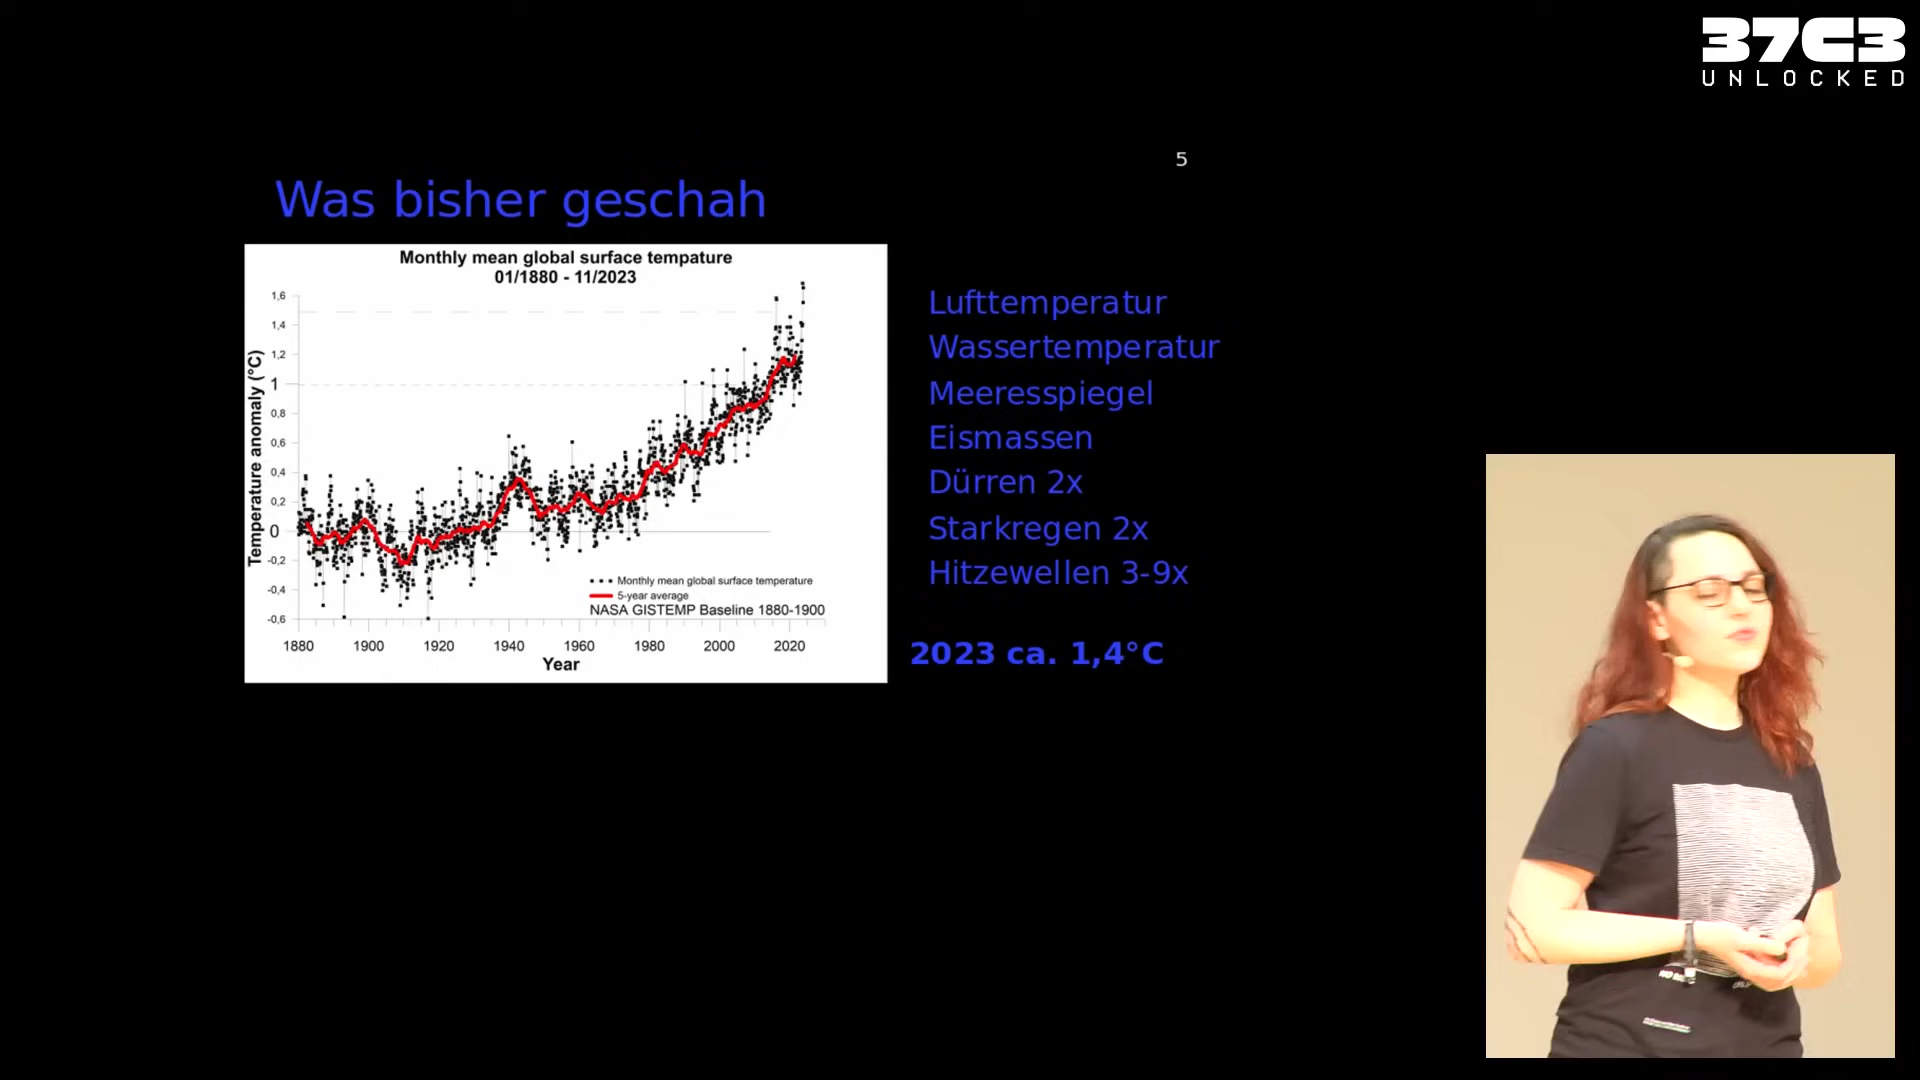 37C3
UNLOCKED
5
Was bisher geschah
Monthly mean global surface tempature
01/1880 - 11/2023
Temperature anomaly (°C)
1,6
1,4
1,2
1
0,8
0,6
0,4
0,2
0
-0,2
-0,4
-0,6
Monthly mean global surface temperature
5-year average
NASA GISTEMP Baseline 1880-1900
1880 1900 1920 1940 1960 1980 2000 2020
Year
Lufttemperatur
Wassertemperatur
Meeresspiegel
Eismassen
Dürren 2x
Starkregen 2x
Hitzewellen 3-9x
2023 ca. 1,4°C